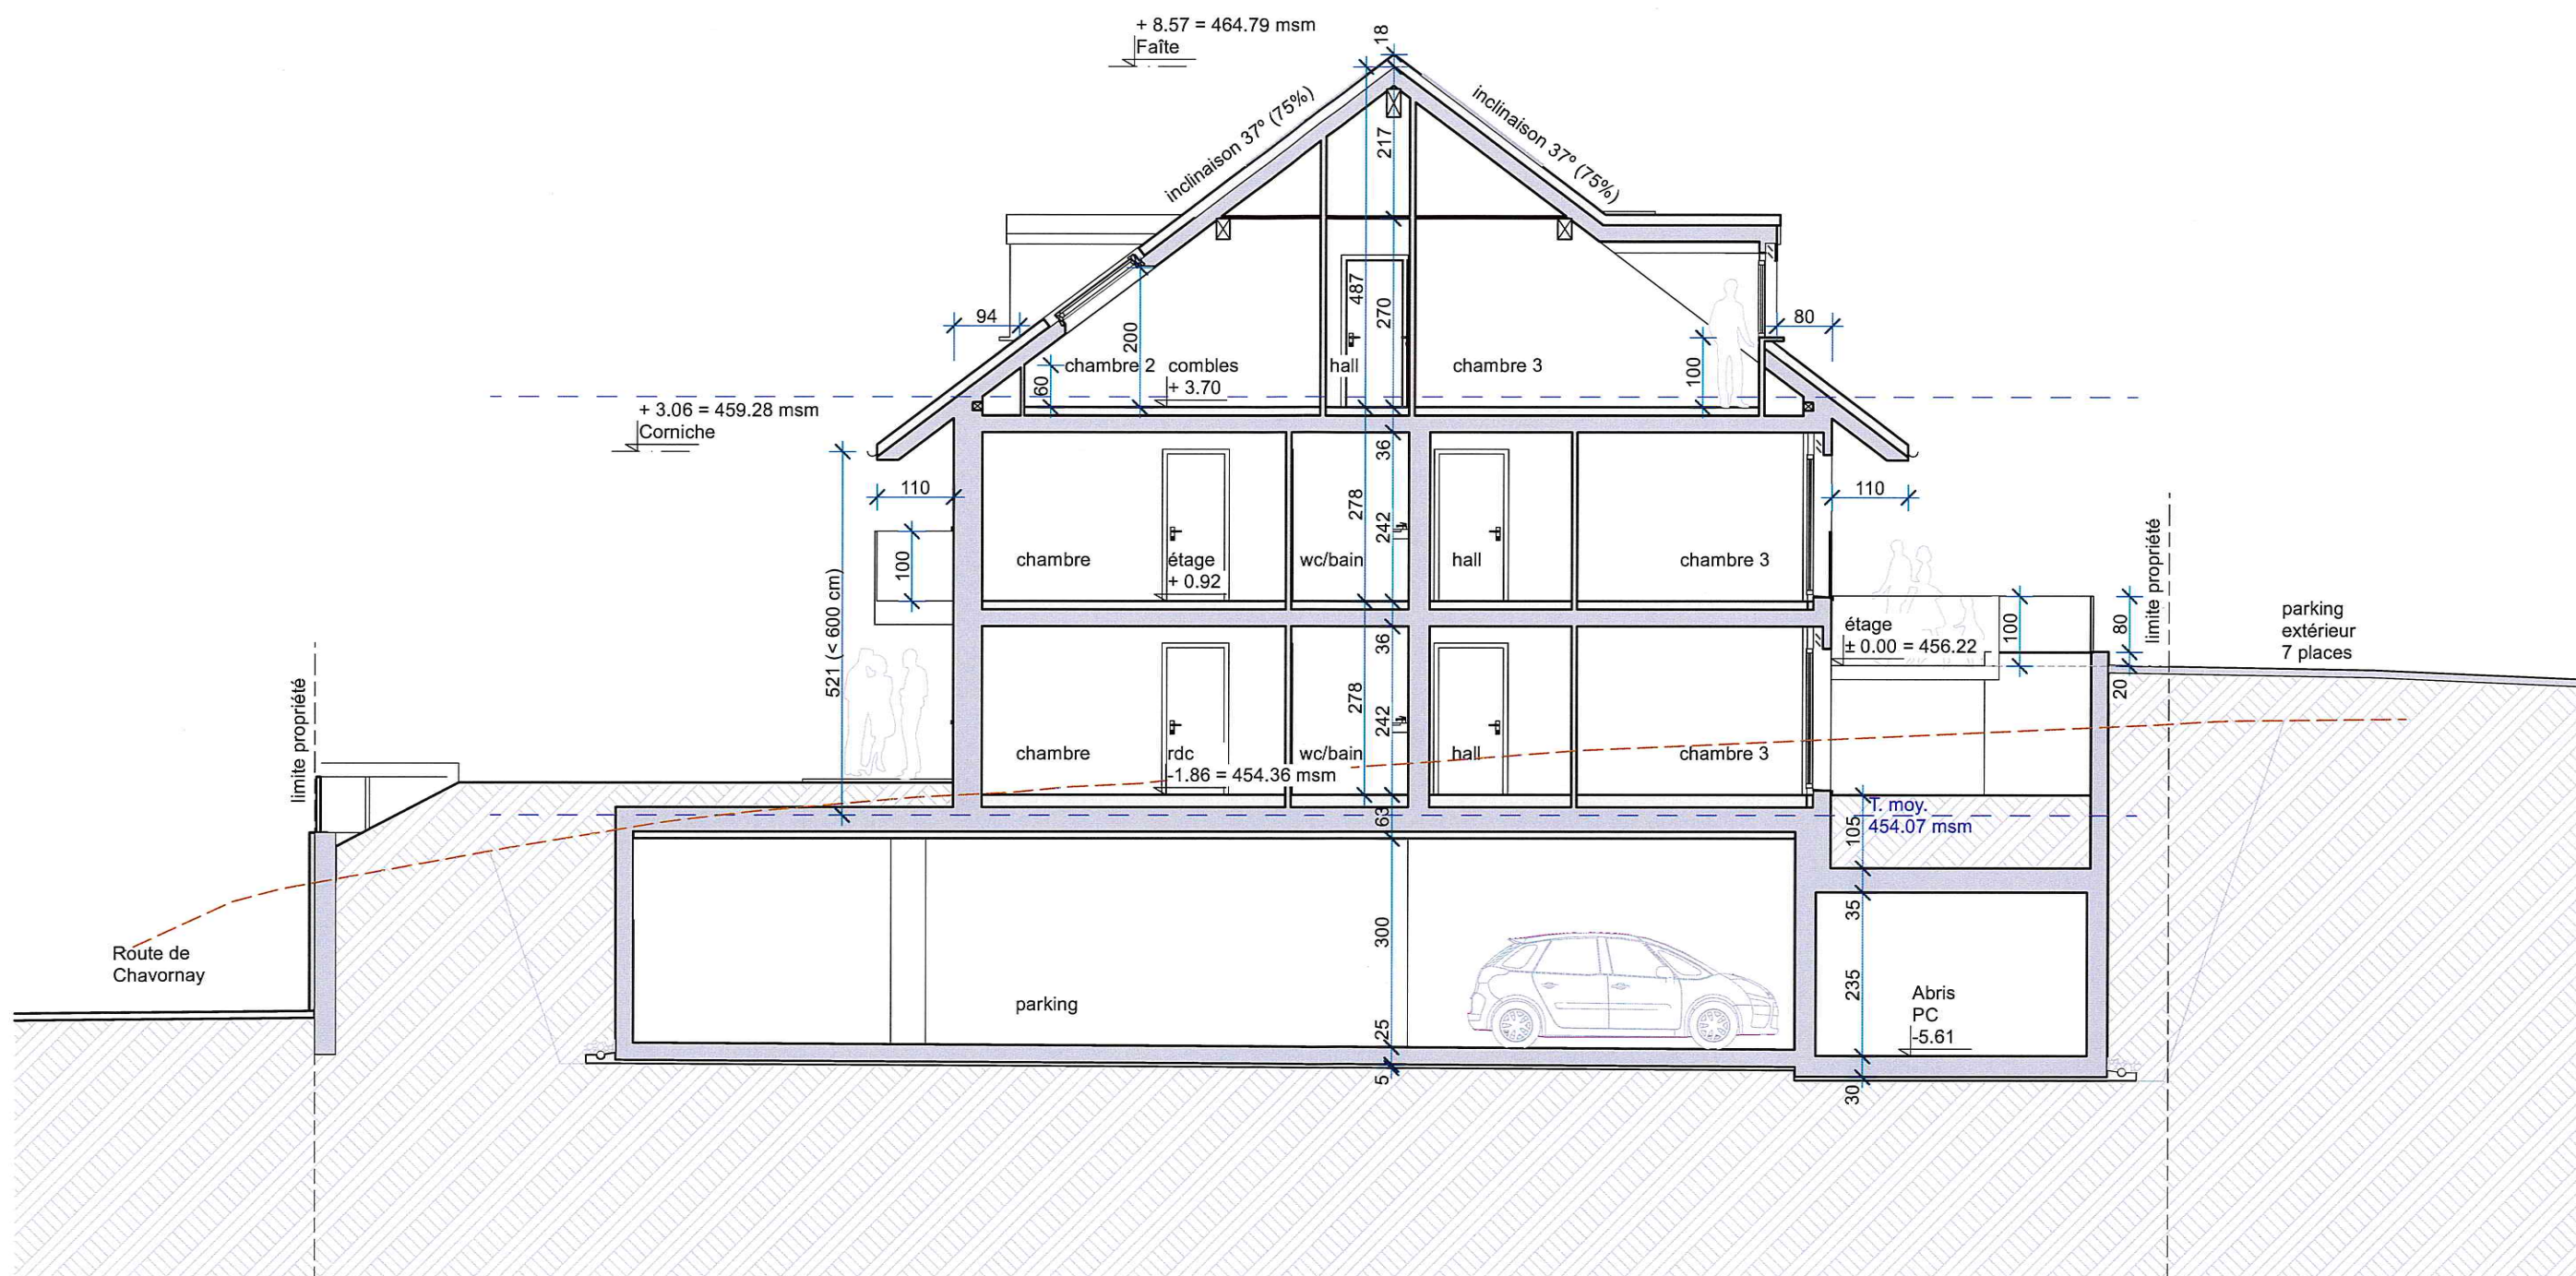 + 8.57 = 464.79 msm
Faîte
18
inclinaison 37° (75%)
inclinaison 37° (75%)
217
487
270
94
80
200
60
100
chambre 2
combles
+ 3.70
hall
chambre 3
+ 3.06 = 459.28 msm
Corniche
36
110
110
278
242
100
chambre
étage
+ 0.92
wc/bain
hall
chambre 3
limite propriété
521 (< 600 cm)
étage
± 0.00 = 456.22
100
80
20
parking
extérieur
7 places
36
278
242
limite propriété
chambre
rdc
-1.86 = 454.36 msm
wc/bain
hall
chambre 3
63
T. moy.
454.07 msm
105
35
300
235
Route de
Chavornay
parking
Abris
PC
-5.61
25
5
30